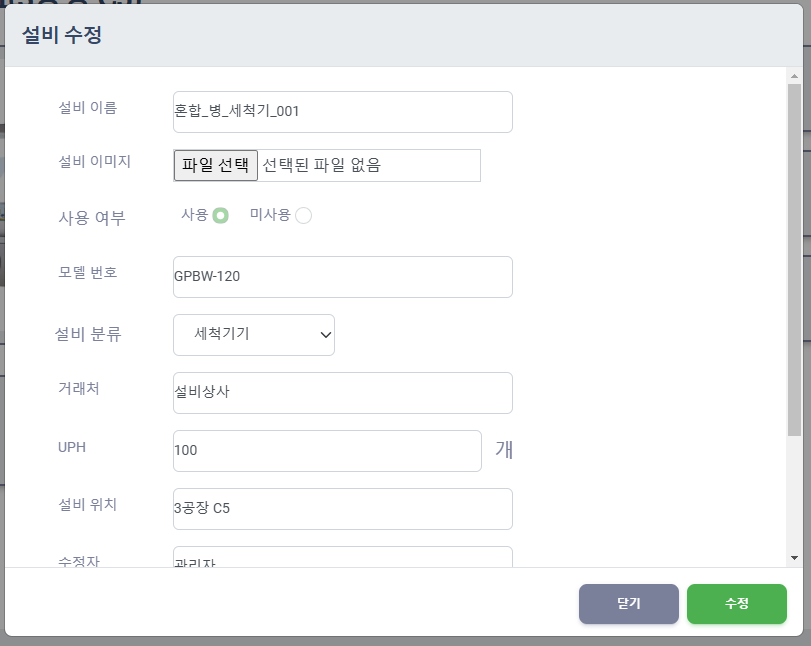 설비 수정
설비 이름 혼합_병_세척기_001
설비 이미지 파일 선택 선택된 파일 없음
사용 여부 사용 미사용
모델 번호 GPBW-120
설비 분류 세척기기
거래처 설비상사
UPH 100 개
설비 위치 3공장 C5
수정자 관리자
닫기 수정